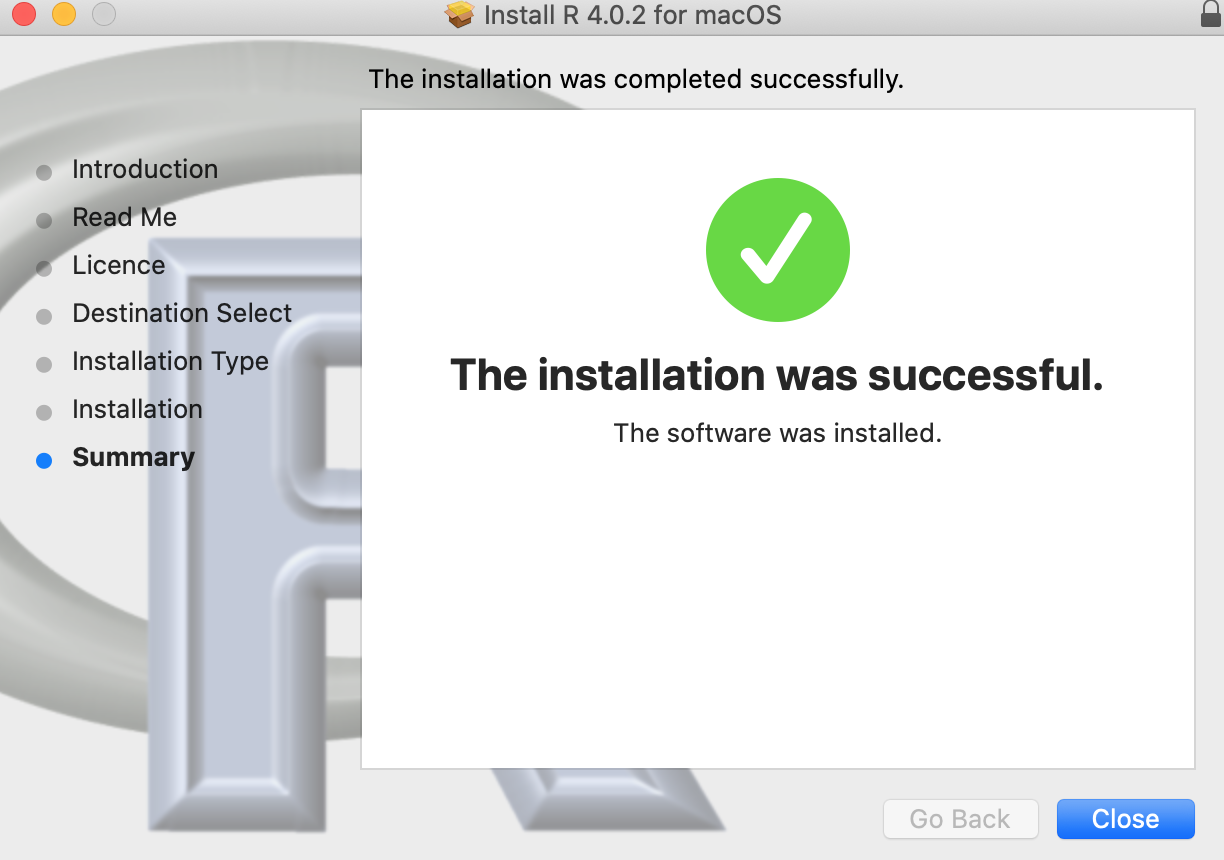 Install R 4.0.2 for macOS
The installation was completed successfully.
Introduction
Read Me
Licence
Destination Select
Installation Type
Installation
Summary
The installation was successful.
The software was installed.
Go Back
Close